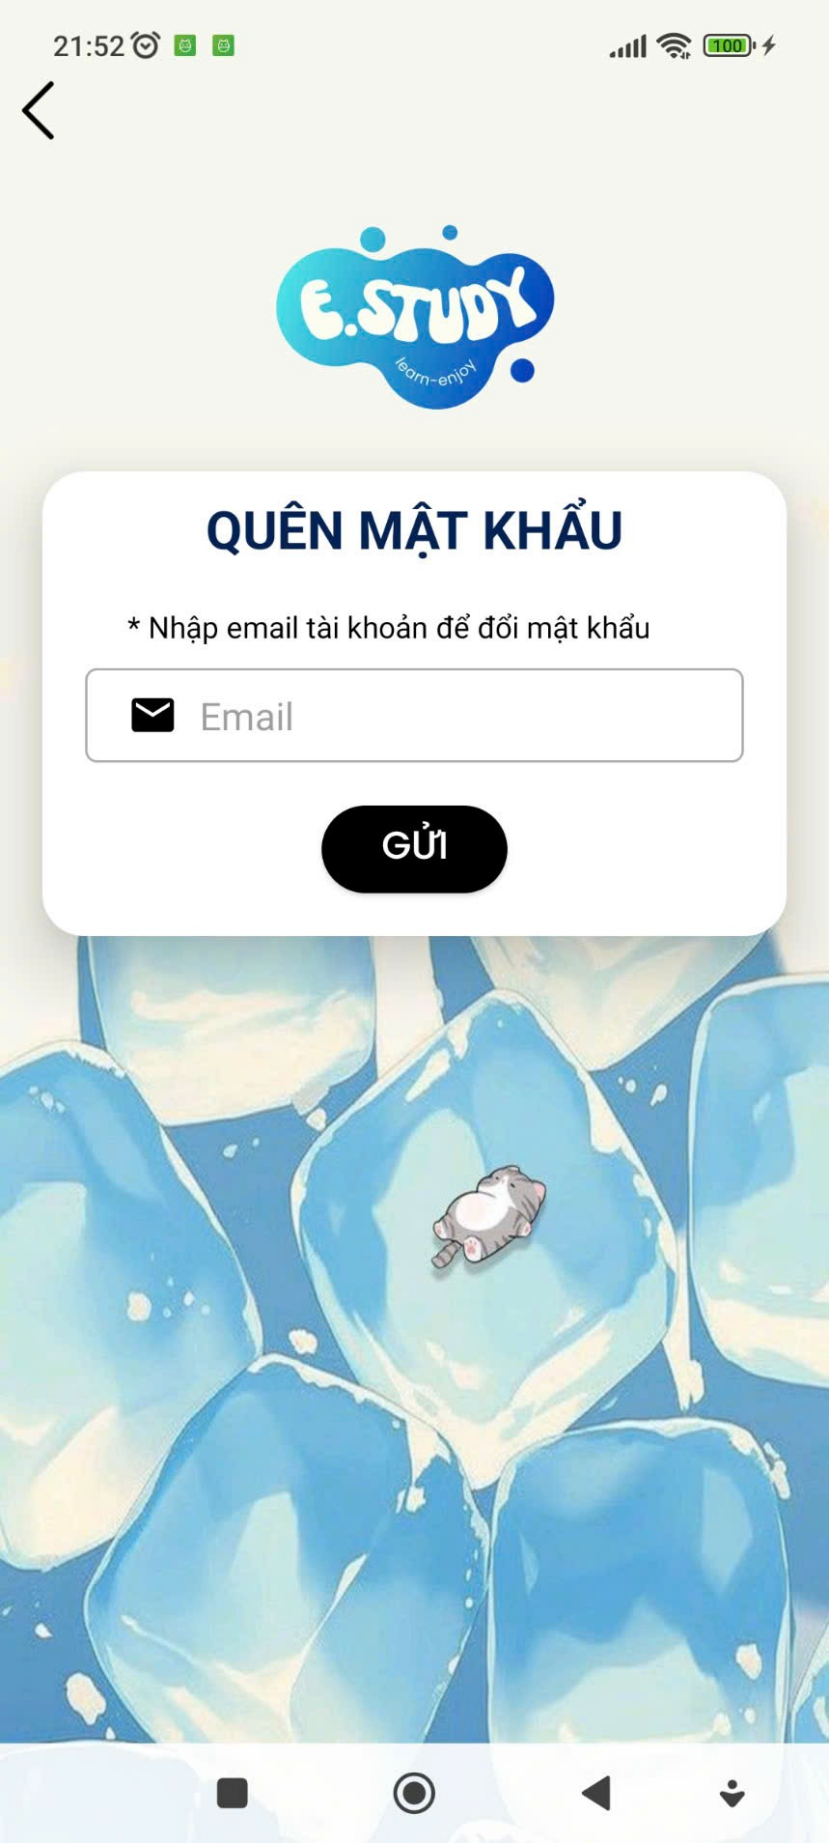 21:52
100
E.STUDY
learn-enjoy
QUÊN MẬT KHẨU
* Nhập email tài khoản để đổi mật khẩu
Email
GỬI